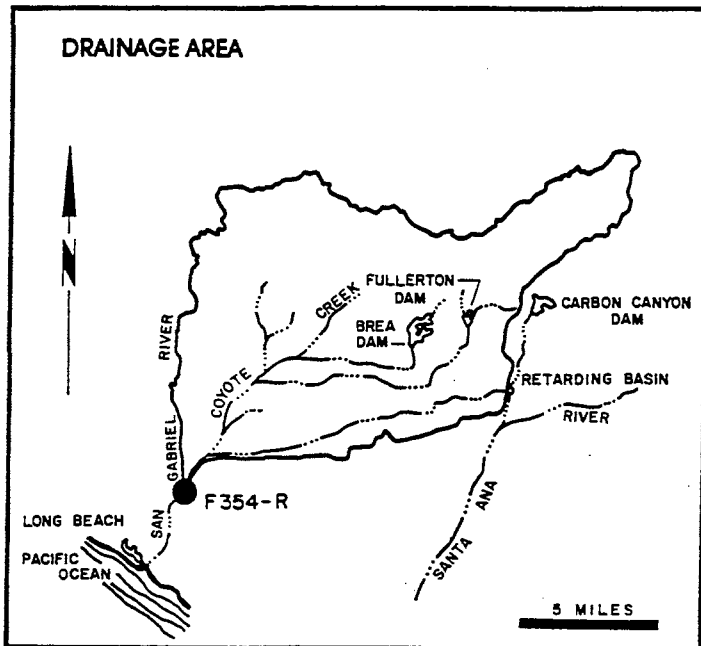 DRAINAGE AREA
N
FULLERTON
DAM
CREEK
BREA
DAM
CARBON CANYON
DAM
RIVER
COYOTE
RETARDING BASIN
RIVER
GABRIEL
F354-R
SAN
ANA
SANTA
LONG BEACH
PACIFIC
OCEAN
5 MILES